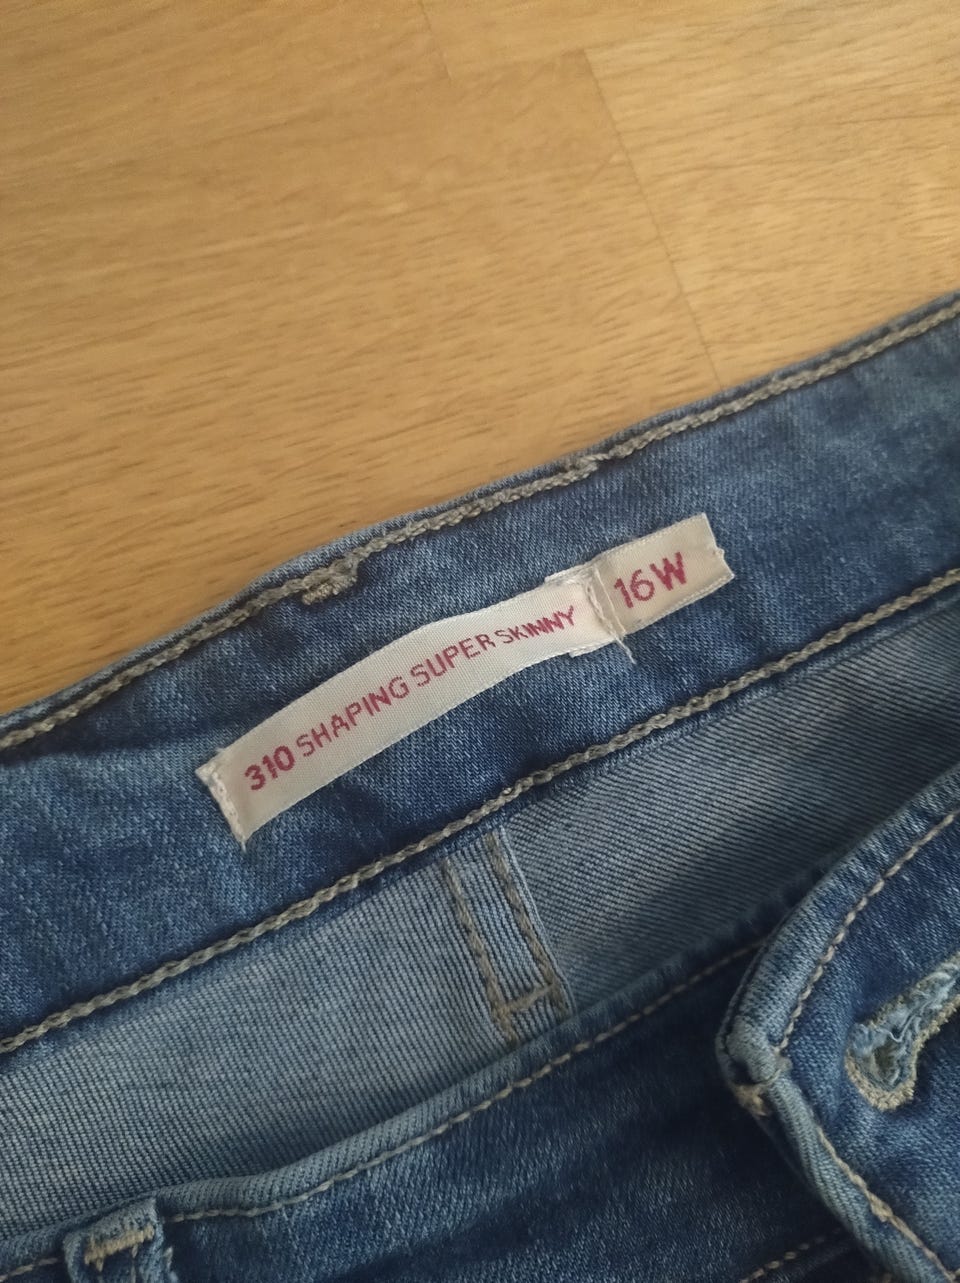 310 SHAPING SUPER SKINNY
16W